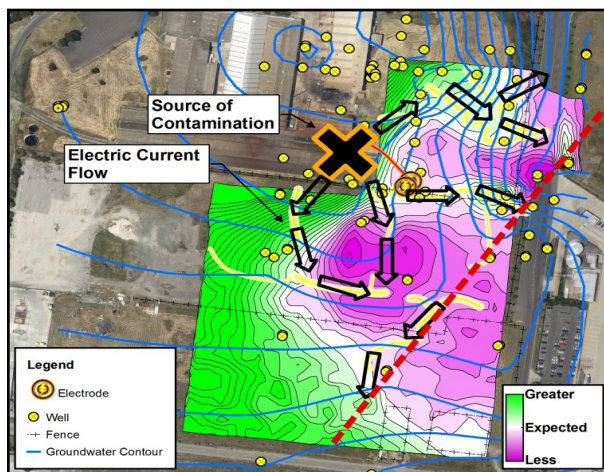 Source of
Contamination
Electric Current
Flow
Legend
Electrode
Well
Fence
Groundwater Contour
Greater
Expected
Less